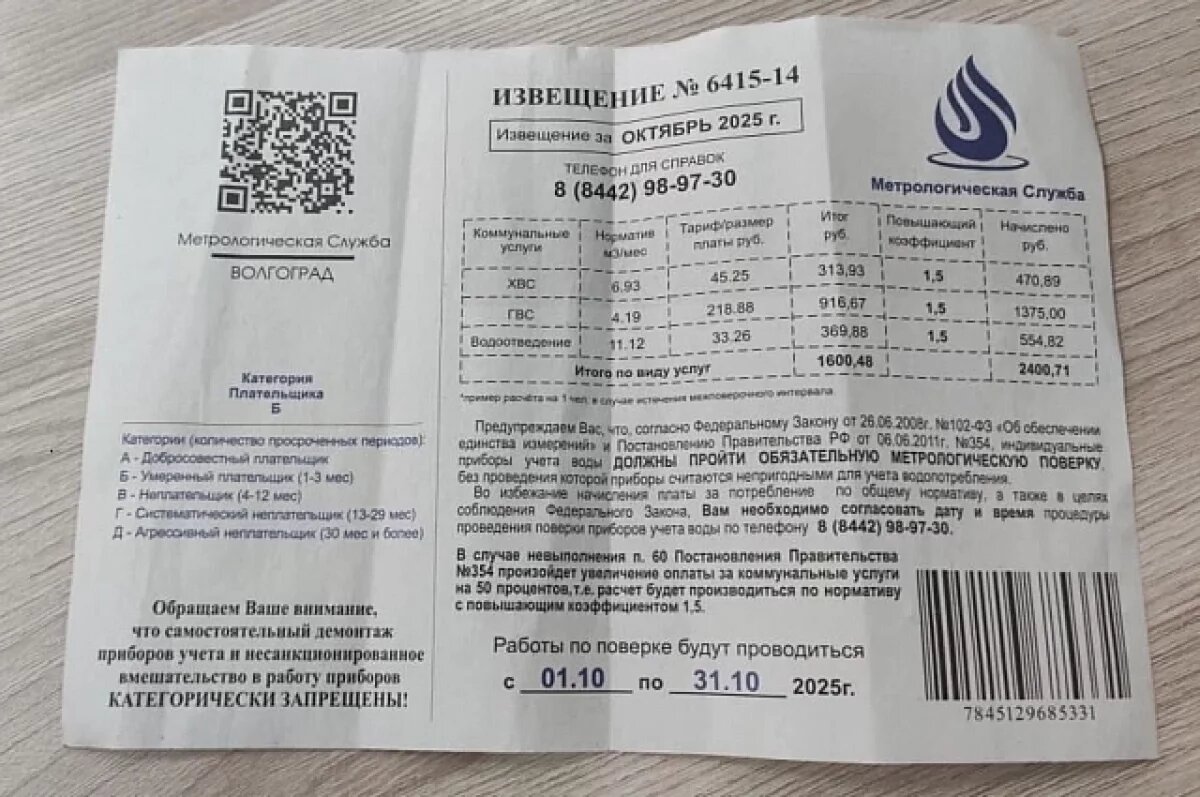 Метрологическая Служба
ВОЛГОГРАД
Категория
Плательщика
Б
Категории (количество просроченных периодов):
А - Добросовестный плательщик
Б - Умеренный плательщик (1-3 мес)
В - Неплательщик (4-12 мес)
Г - Систематический неплательщик (13-29 мес)
Д - Агрессивный неплательщик (30 мес и более)
Обращаем Ваше внимание,
что самостоятельный демонтаж
приборов учета и несанкционированное
вмешательство в работу приборов
КАТЕГОРИЧЕСКИ ЗАПРЕЩЕНЫ!
ИЗВЕЩЕНИЕ № 6415-14
Извещение за ОКТЯБРЬ 2025 г.
ТЕЛЕФОН ДЛЯ СПРАВОК
8 (8442) 98-97-30
Метрологическая Служба
Коммунальные услуги Норматив м3/мес Тариф/размер платы руб. Итог руб. Повышающий коэффициент Начислено руб.
ХВС 6.93 45.25 313,93 1,5 470,89
ГВС 4.19 218.88 916,67 1,5 1375,00
Водоотведение 11.12 33.26 369,88 1,5 554,82
Итого по виду услуг 1600,48 2400,71
*пример расчёта на 1 чел. в случае истечения межповерочного интервала
Предупреждаем Вас, что, согласно Федеральному Закону от 26.06.2008г. №102-ФЗ «Об обеспечении
единства измерений» и Постановлению Правительства РФ от 06.06.2011г. №354, индивидуальные
приборы учета воды ДОЛЖНЫ ПРОЙТИ ОБЯЗАТЕЛЬНУЮ МЕТРОЛОГИЧЕСКУЮ ПОВЕРКУ,
без проведения которой приборы считаются непригодными для учета водопотребления.
Во избежание начисления платы за потребление по общему нормативу, а также в целях
соблюдения Федерального Закона, Вам необходимо согласовать дату и время процедуры
проведения поверки приборов учета воды по телефону 8 (8442) 98-97-30.
В случае невыполнения п. 60 Постановления Правительства
№354 произойдет увеличение оплаты за коммунальные услуги
на 50 процентов, т.е. расчет будет производиться по нормативу
с повышающим коэффициентом 1,5.
Работы по поверке будут проводиться
с 01.10 по 31.10 2025г.
7845129685331